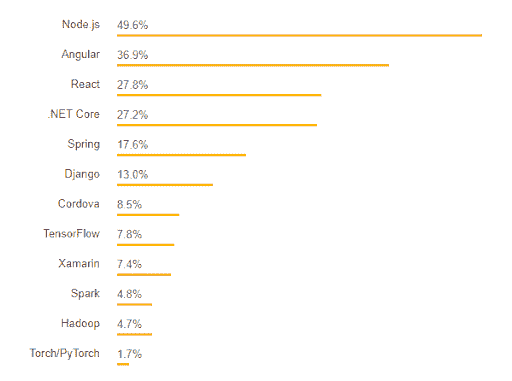 Node.js 49.6%
Angular 36.9%
React 27.8%
.NET Core 27.2%
Spring 17.6%
Django 13.0%
Cordova 8.5%
TensorFlow 7.8%
Xamarin 7.4%
Spark 4.8%
Hadoop 4.7%
Torch/PyTorch 1.7%